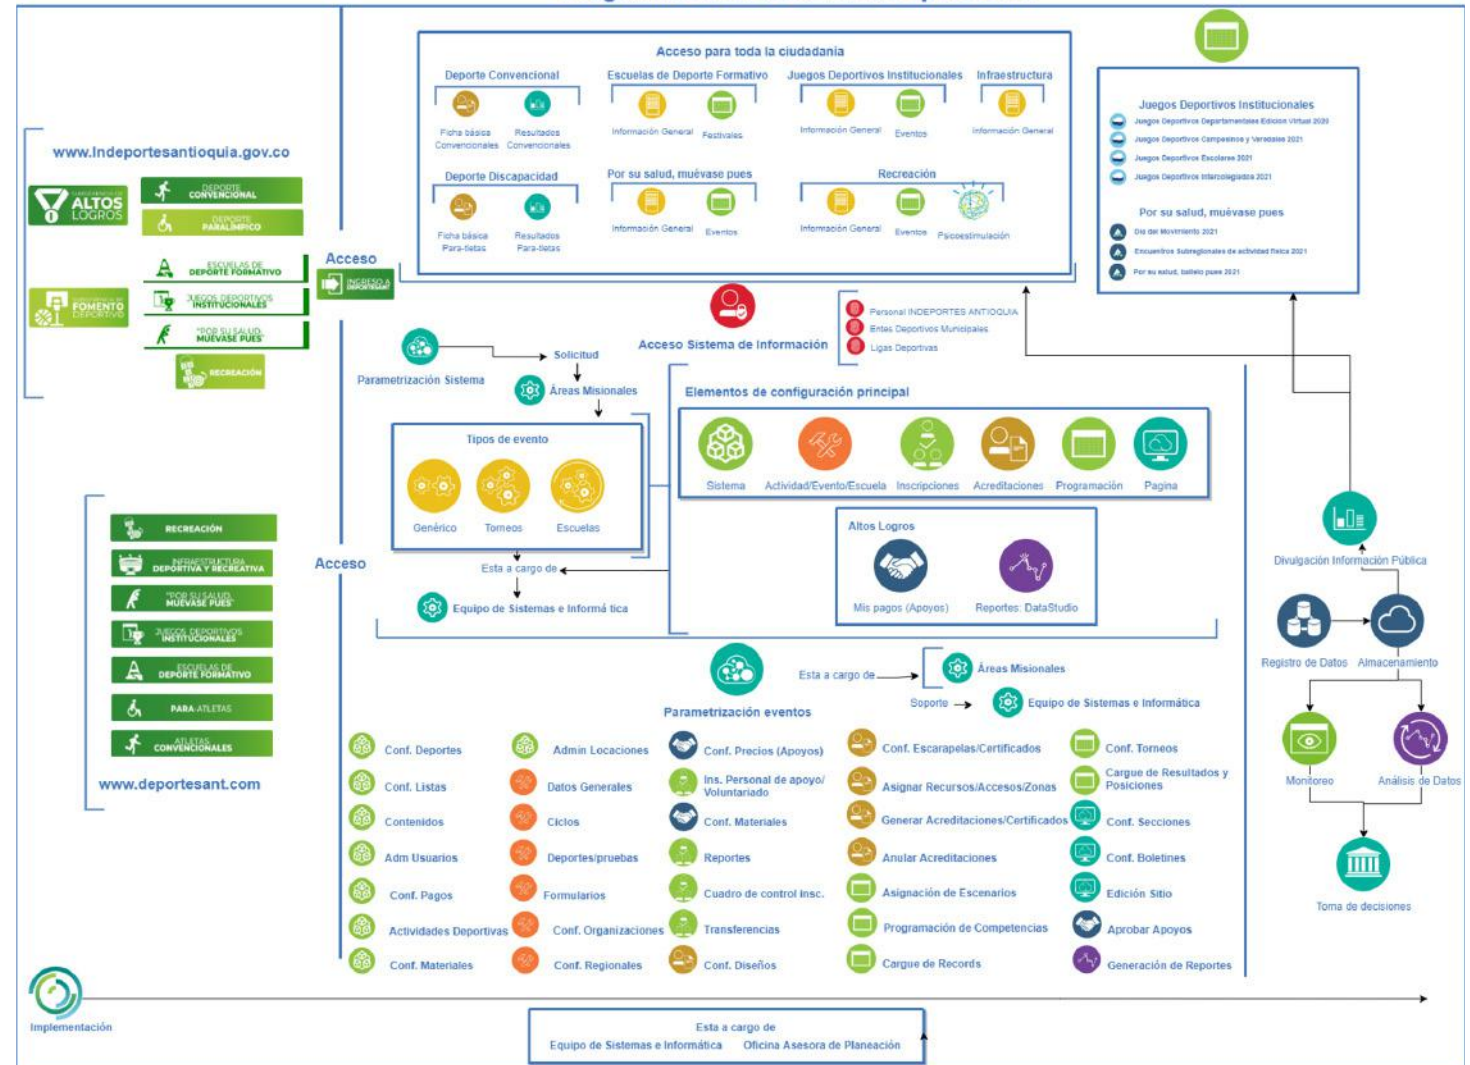 www.Indeportesantioquia.gov.co
ALTOS
LOGROS
DEPORTE
CONVENCIONAL
DEPORTE
PARALÍMPICO
FOMENTO
DEPORTIVO
ESCUELAS DE
DEPORTE FORMATIVO
JUEGOS DEPORTIVOS
INSTITUCIONALES
"POR SU SALUD,
MUÉVASE PUES"
RECREACIÓN
Acceso
INGRESO A
DEPORTESANT
RECREACIÓN
INFRAESTRUCTURA
DEPORTIVA Y RECREATIVA
"POR SU SALUD,
MUÉVASE PUES"
JUEGOS DEPORTIVOS
INSTITUCIONALES
ESCUELAS DE
DEPORTE FORMATIVO
PARA-ATLETAS
ATLETAS
CONVENCIONALES
www.deportesant.com
Acceso
Acceso para toda la ciudadanía
Deporte Convencional
Ficha básica
Convencionales
Resultados
Convencionales
Escuelas de Deporte Formativo
Información General
Festivales
Juegos Deportivos Institucionales
Información General
Eventos
Infraestructura
Información General
Deporte Discapacidad
Ficha básica
Para-tletas
Resultados
Para-tletas
Por su salud, muévase pues
Información General
Eventos
Recreación
Información General
Eventos
Psicoestimulación
Juegos Deportivos Institucionales
Juegos Deportivos Departamentales Edición Virtual 2020
Juegos Deportivos Campesinos y Veredales 2021
Juegos Deportivos Escolares 2021
Juegos Deportivos Intercolegiados 2021
Por su salud, muévase pues
Día del Movimiento 2021
Encuentros Subregionales de actividad física 2021
Por su salud, báilelo pues 2021
Acceso Sistema de Información
Personal INDEPORTES ANTIOQUIA
Entes Deportivos Municipales
Ligas Deportivas
Parametrización Sistema
Solicitud
Áreas Misionales
Tipos de evento
Genérico
Torneos
Escuelas
Esta a cargo de
Equipo de Sistemas e Informá tica
Elementos de configuración principal
Sistema
Actividad/Evento/Escuela
Inscripciones
Acreditaciones
Programación
Pagina
Altos Logros
Mis pagos (Apoyos)
Reportes: DataStudio
Parametrización eventos
Esta a cargo de
Áreas Misionales
Soporte
Equipo de Sistemas e Informática
Conf. Deportes
Conf. Listas
Contenidos
Adm Usuarios
Conf. Pagos
Actividades Deportivas
Conf. Materiales
Admin Locaciones
Datos Generales
Ciclos
Deportes/pruebas
Formularios
Conf. Organizaciones
Conf. Regionales
Conf. Precios (Apoyos)
Ins. Personal de apoyo/
Voluntariado
Conf. Materiales
Reportes
Cuadro de control insc.
Transferencias
Conf. Diseños
Conf. Escarapelas/Certificados
Asignar Recursos/Accesos/Zonas
Generar Acreditaciones/Certificados
Anular Acreditaciones
Asignación de Escenarios
Programación de Competencias
Cargue de Records
Conf. Torneos
Cargue de Resultados y
Posiciones
Conf. Secciones
Conf. Boletines
Edición Sitio
Aprobar Apoyos
Generación de Reportes
Divulgación Información Pública
Registro de Datos
Almacenamiento
Monitoreo
Análisis de Datos
Toma de decisiones
Implementación
Esta a cargo de
Equipo de Sistemas e Informática
Oficina Asesora de Planeación